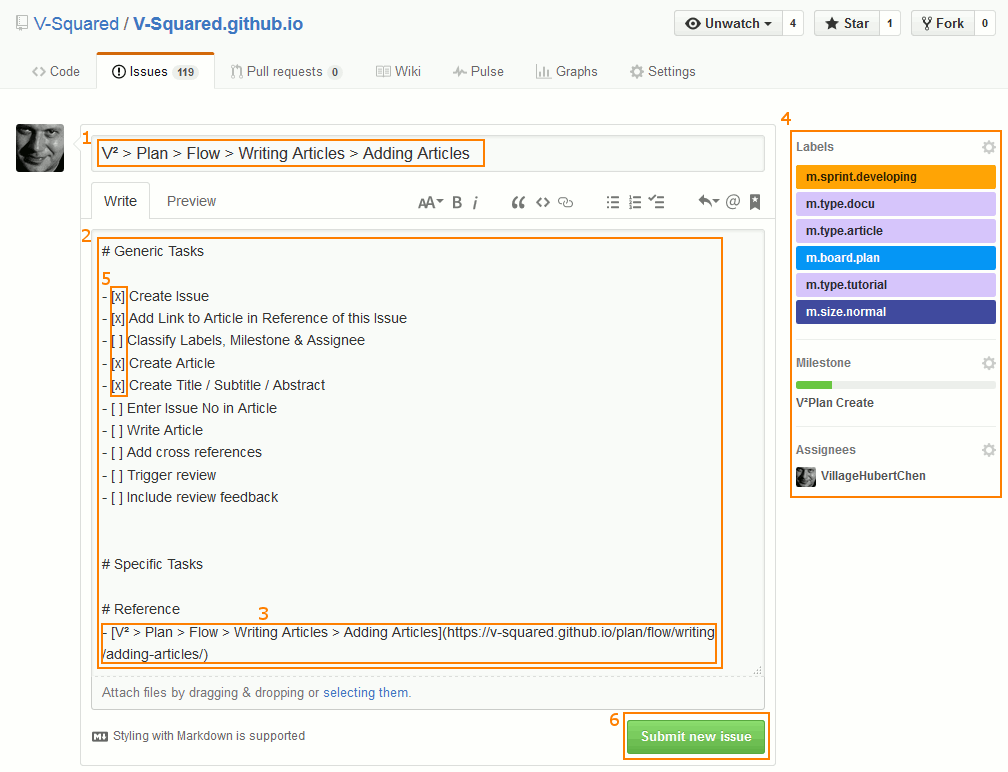 V-Squared / V-Squared.github.io
Unwatch 4 Star 1 Fork 0
Code Issues 119 Pull requests 0 Wiki Pulse Graphs Settings
1
V² > Plan > Flow > Writing Articles > Adding Articles
Write Preview AA B i @
2
# Generic Tasks
5
- [x] Create Issue
- [x] Add Link to Article in Reference of this Issue
- [ ] Classify Labels, Milestone & Assignee
- [x] Create Article
- [x] Create Title / Subtitle / Abstract
- [ ] Enter Issue No in Article
- [ ] Write Article
- [ ] Add cross references
- [ ] Trigger review
- [ ] Include review feedback
# Specific Tasks
# Reference
3
- [V² > Plan > Flow > Writing Articles > Adding Articles](https://v-squared.github.io/plan/flow/writing
/adding-articles/)
Attach files by dragging & dropping or selecting them.
Styling with Markdown is supported
6
Submit new issue
4
Labels
m.sprint.developing
m.type.docu
m.type.article
m.board.plan
m.type.tutorial
m.size.normal
Milestone
V²Plan Create
Assignees
VillageHubertChen